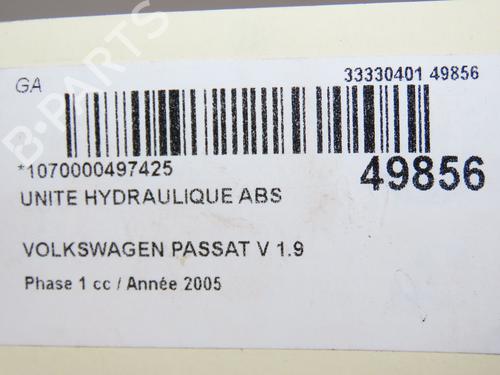 GA
33330401 49856
*1070000497425
49856
UNITE HYDRAULIQUE ABS
VOLKSWAGEN PASSAT V 1.9
Phase 1 cc / Année 2005
B-PARTS